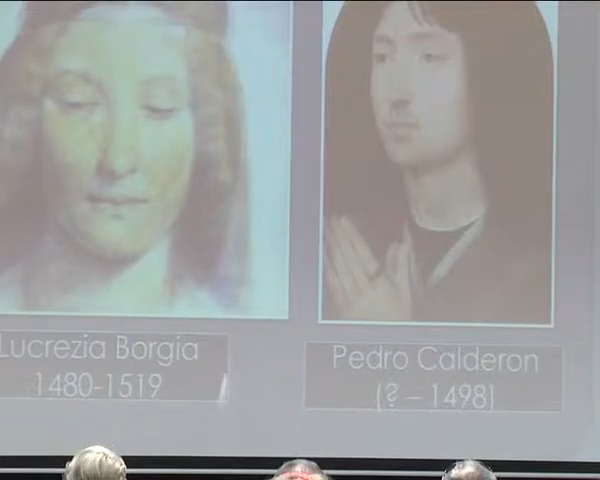 Lucrezia Borgia
1480-1519
Pedro Calderon
(? – 1498)